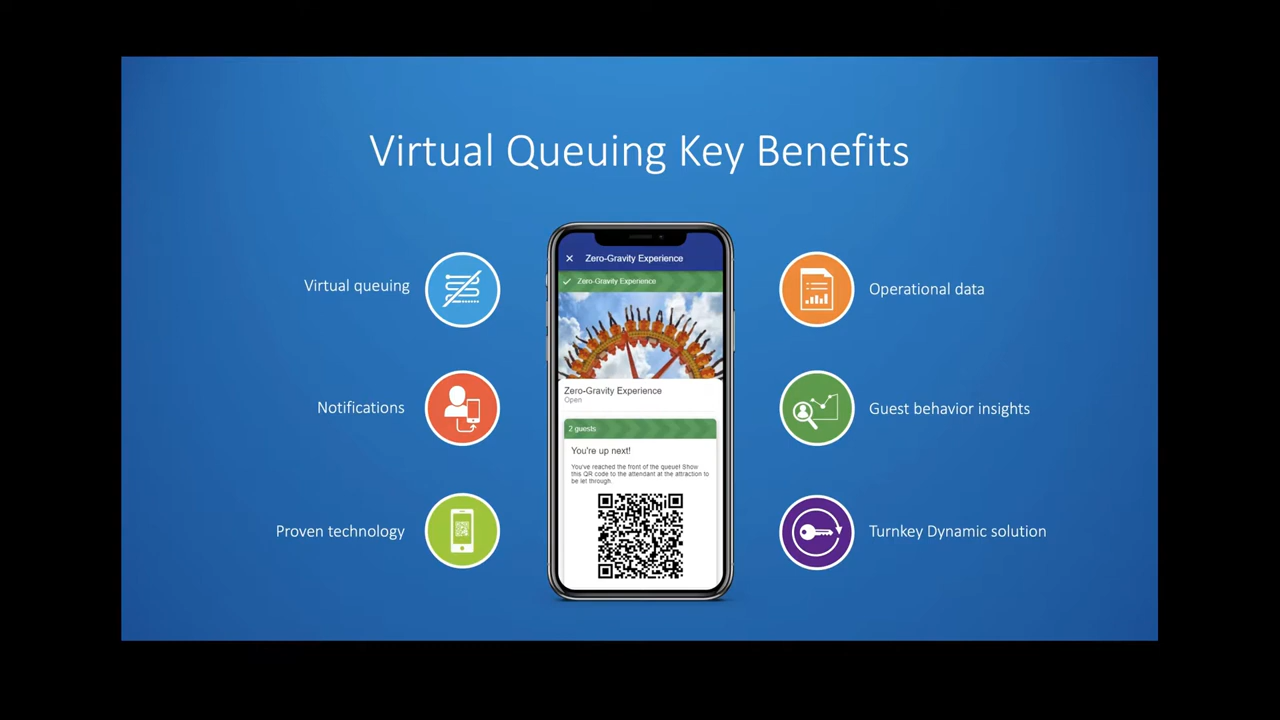 Virtual Queuing Key Benefits
Virtual queuing
Notifications
Proven technology
Zero-Gravity Experience
Zero-Gravity Experience
Zero-Gravity Experience
Open
2 guests
You're up next!
You've reached the front of the queue! Show
this QR code to the attendant at the attraction to
be let through.
Operational data
Guest behavior insights
Turnkey Dynamic solution